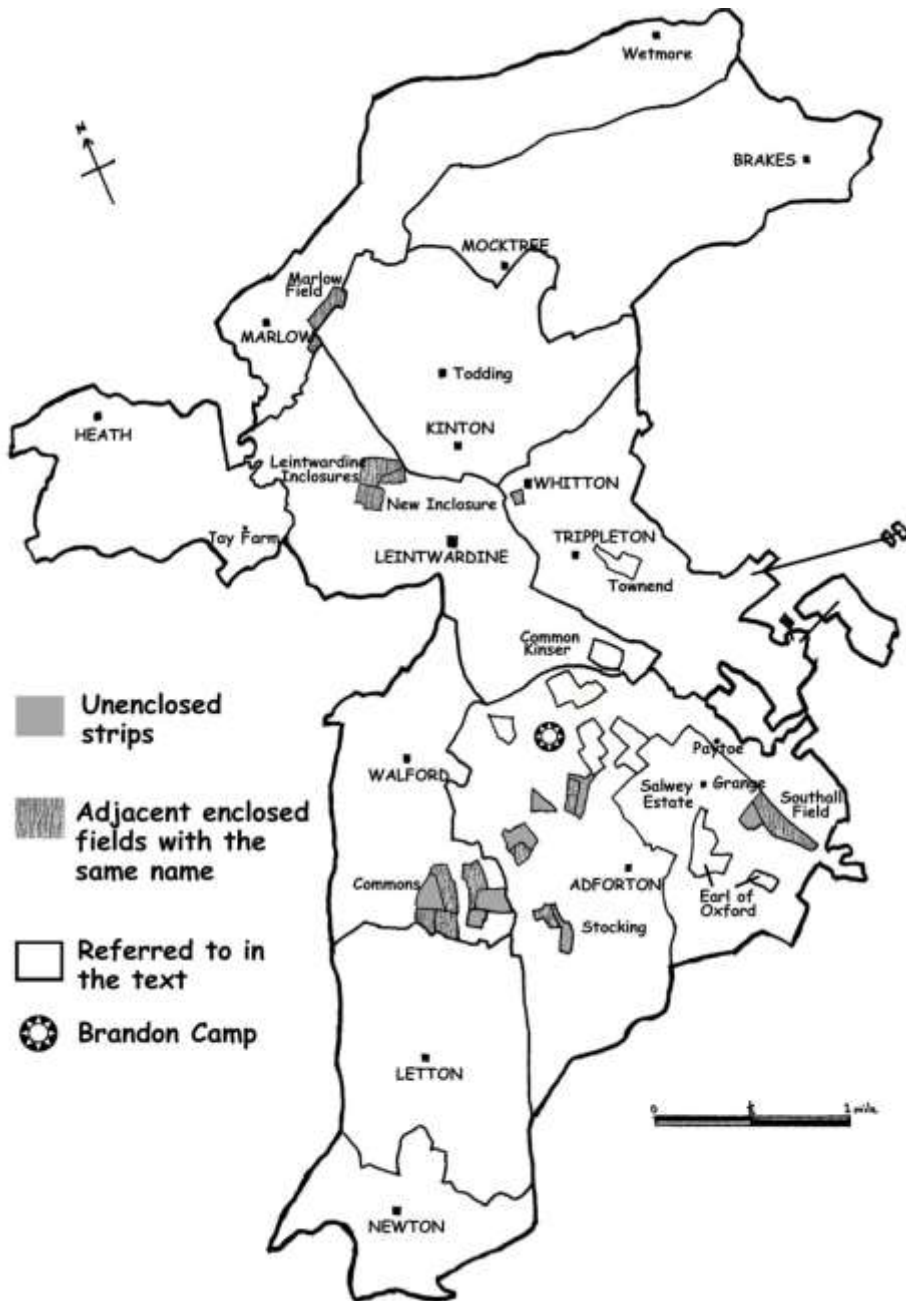 Wetmore
N
BRAKES
MOCKTREE
Marlow
Field
MARLOW
Todding
HEATH
KINTON
Leintwardine
Inclosures
WHITTON
New Inclosure
Jay Farm
LEINTWARDINE
TRIPPLETON
Townend
Common
Kinser
Unenclosed
strips
Paytoe
WALFORD
Salwey
Estate
Grange
Southall
Field
Adjacent enclosed
fields with the
same name
Commons
ADFORTON
Earl of
Oxford
Stocking
Referred to in
the text
Brandon Camp
LETTON
0
1 mile
NEWTON